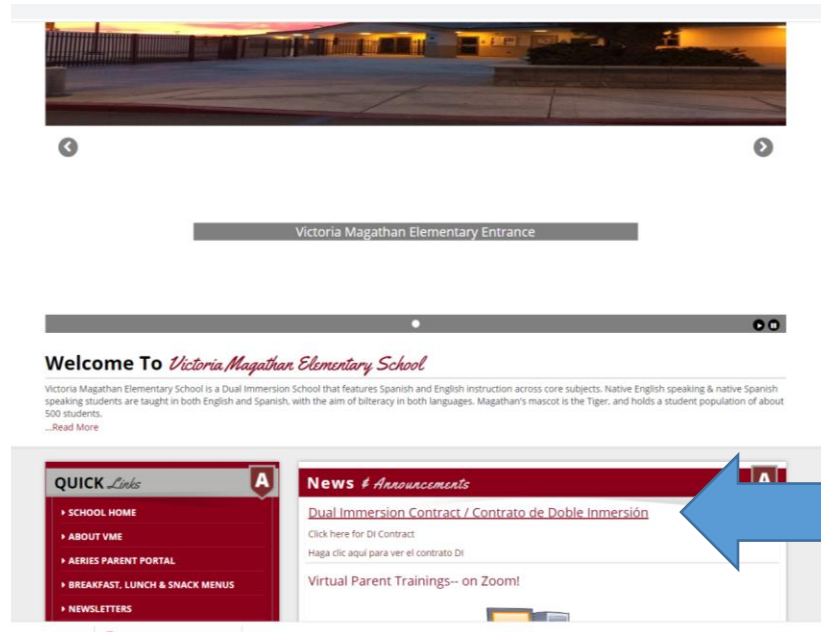 Victoria Magathan Elementary Entrance
Welcome To Victoria Magathan Elementary School
Victoria Magathan Elementary School is a Dual Immersion School that features Spanish and English instruction across core subjects. Native English speaking & native Spanish
speaking students are taught in both English and Spanish, with the aim of bilteracy in both languages. Magathan's mascot is the Tiger, and holds a student population of about
500 students.
...Read More
QUICK Links
A
SCHOOL HOME
ABOUT VME
AERIES PARENT PORTAL
BREAKFAST, LUNCH & SNACK MENUS
NEWSLETTERS
News & Announcements
A
Dual Immersion Contract / Contrato de Doble Inmersión
Click here for DI Contract
Haga clic aquí para ver el contrato DI
Virtual Parent Trainings-- on Zoom!